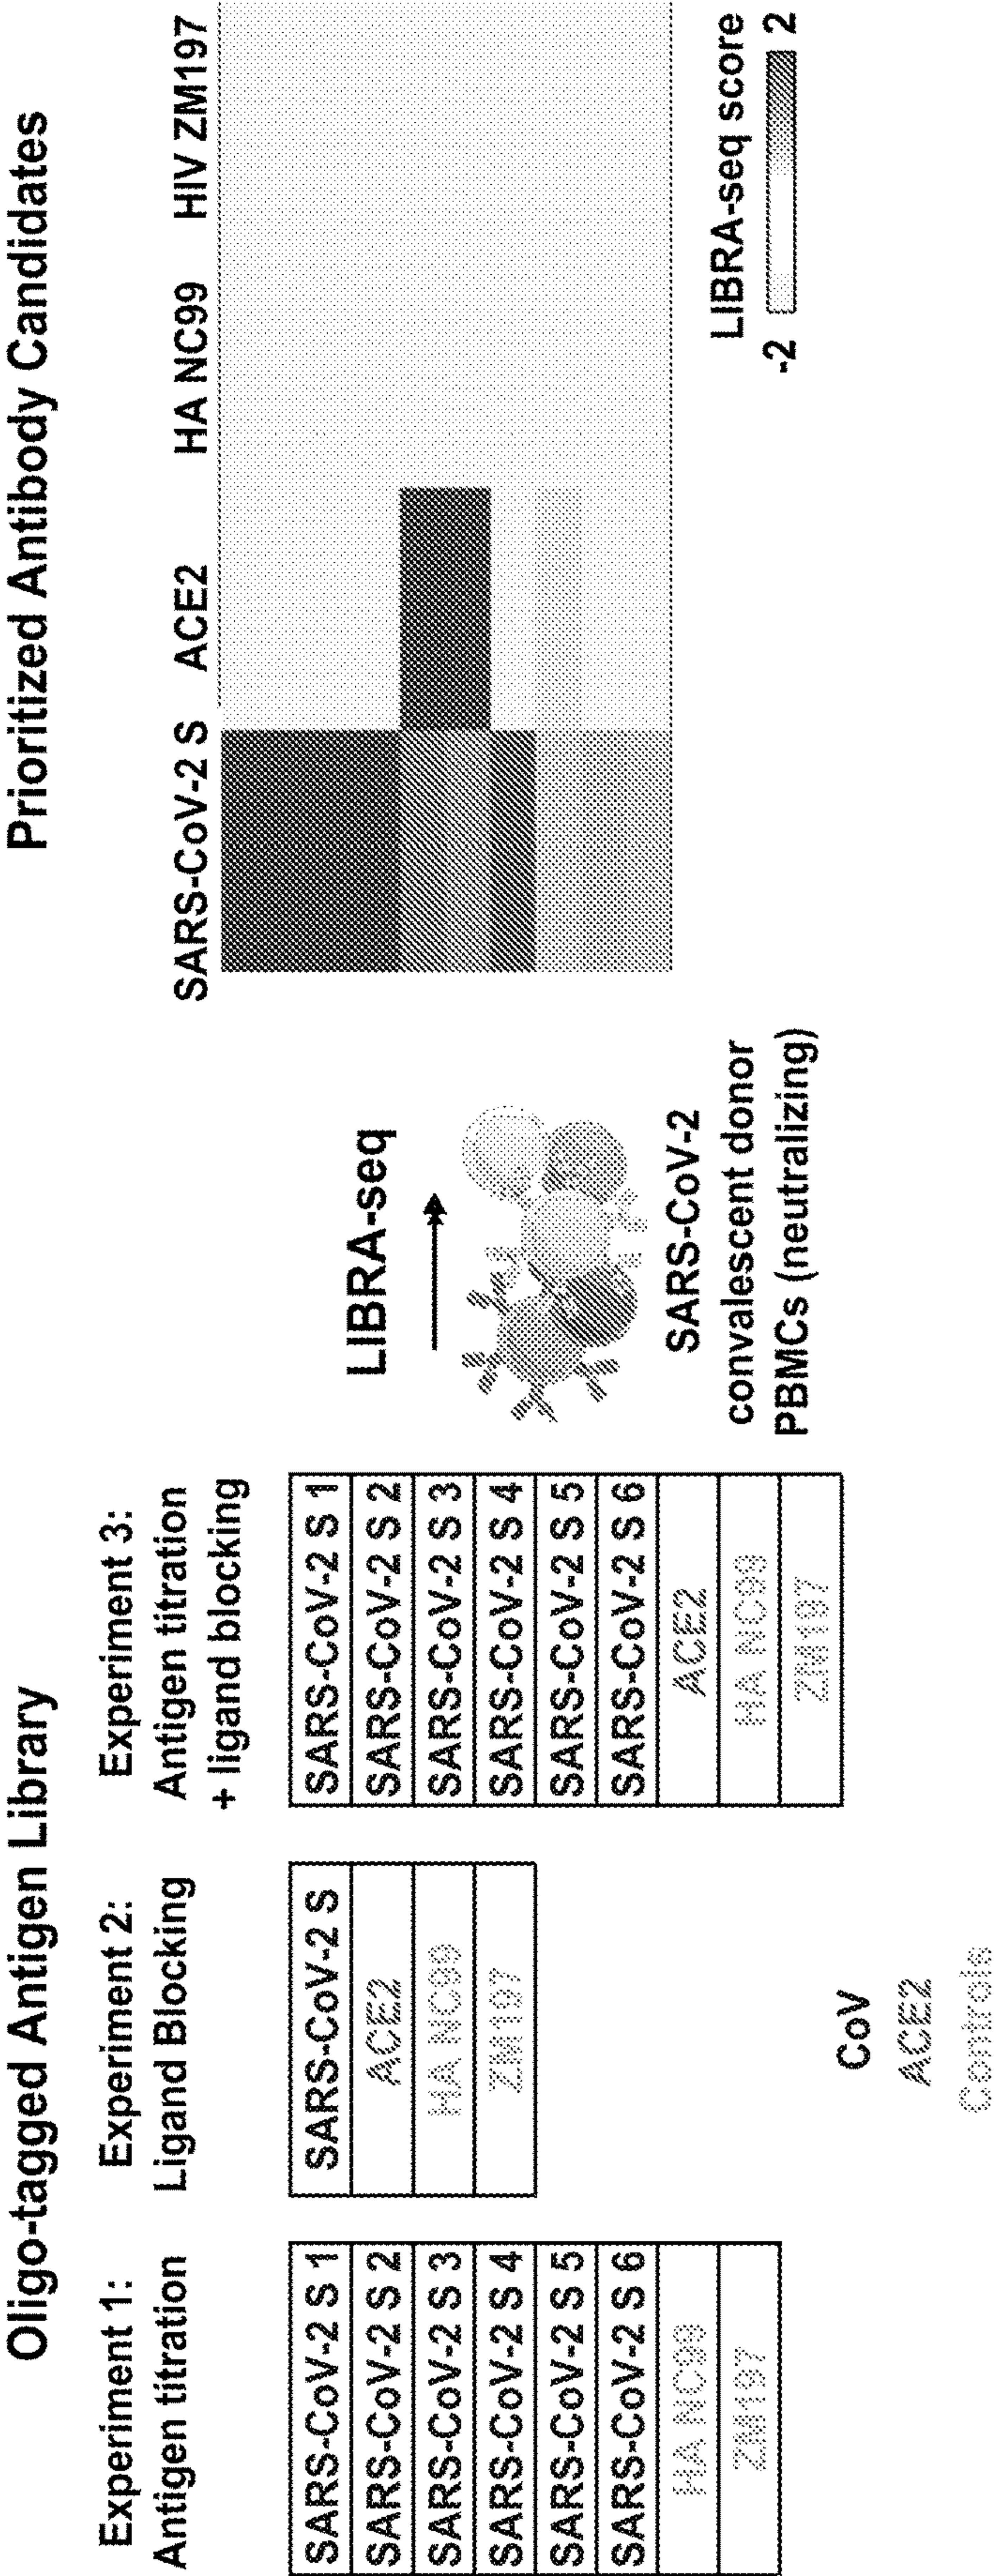 Oligo-tagged Antigen Library
Experiment 1:
Antigen titration
SARS-CoV-2 S 1
SARS-CoV-2 S 2
SARS-CoV-2 S 3
SARS-CoV-2 S 4
SARS-CoV-2 S 5
SARS-CoV-2 S 6
HA NC99
ZM197
Experiment 2:
Ligand Blocking
SARS-CoV-2 S
ACE2
HA NC99
ZM197
Experiment 3:
Antigen titration
+ ligand blocking
SARS-CoV-2 S 1
SARS-CoV-2 S 2
SARS-CoV-2 S 3
SARS-CoV-2 S 4
SARS-CoV-2 S 5
SARS-CoV-2 S 6
ACE2
HA NC99
ZM197
CoV
ACE2
Controls
LIBRA-seq
SARS-CoV-2
convalescent donor
PBMCs (neutralizing)
Prioritized Antibody Candidates
SARS-CoV-2 S ACE2 HA NC99 HIV ZM197
LIBRA-seq score
-2 2